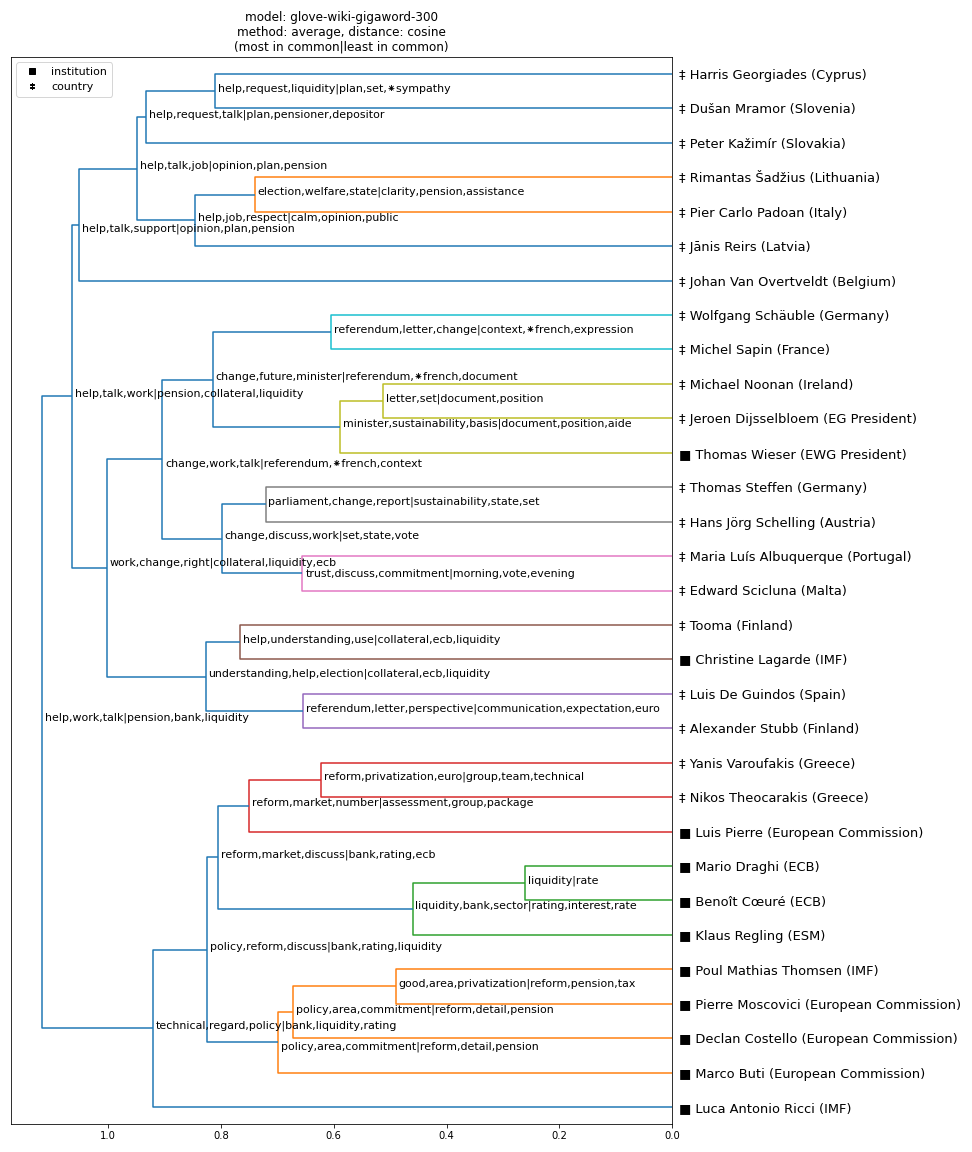 model: glove-wiki-gigaword-300
method: average, distance: cosine
(most in common|least in common)
■ institution
‡ country
‡ Harris Georgiades (Cyprus)
help,request,liquidity|plan,set,*sympathy
‡ Dušan Mramor (Slovenia)
help,request,talk|plan,pensioner,depositor
‡ Peter Kažimír (Slovakia)
help,talk,job|opinion,plan,pension
‡ Rimantas Šadžius (Lithuania)
election,welfare,state|clarity,pension,assistance
‡ Pier Carlo Padoan (Italy)
help,job,respect|calm,opinion,public
help,talk,support|opinion,plan,pension
‡ Jānis Reirs (Latvia)
‡ Johan Van Overtveldt (Belgium)
‡ Wolfgang Schäuble (Germany)
referendum,letter,change|context,*french,expression
‡ Michel Sapin (France)
change,future,minister|referendum,*french,document
‡ Michael Noonan (Ireland)
help,talk,work|pension,collateral,liquidity
letter,set|document,position
‡ Jeroen Dijsselbloem (EG President)
minister,sustainability,basis|document,position,aide
■ Thomas Wieser (EWG President)
change,work,talk|referendum,*french,context
‡ Thomas Steffen (Germany)
parliament,change,report|sustainability,state,set
‡ Hans Jörg Schelling (Austria)
change,discuss,work|set,state,vote
‡ Maria Luís Albuquerque (Portugal)
work,change,right|collateral,liquidity,ecb
trust,discuss,commitment|morning,vote,evening
‡ Edward Scicluna (Malta)
‡ Tooma (Finland)
help,understanding,use|collateral,ecb,liquidity
■ Christine Lagarde (IMF)
understanding,help,election|collateral,ecb,liquidity
‡ Luis De Guindos (Spain)
referendum,letter,perspective|communication,expectation,euro
help,work,talk|pension,bank,liquidity
‡ Alexander Stubb (Finland)
‡ Yanis Varoufakis (Greece)
reform,privatization,euro|group,team,technical
‡ Nikos Theocarakis (Greece)
reform,market,number|assessment,group,package
■ Luis Pierre (European Commission)
reform,market,discuss|bank,rating,ecb
■ Mario Draghi (ECB)
liquidity|rate
■ Benoît Cœuré (ECB)
liquidity,bank,sector|rating,interest,rate
■ Klaus Regling (ESM)
policy,reform,discuss|bank,rating,liquidity
■ Poul Mathias Thomsen (IMF)
good,area,privatization|reform,pension,tax
■ Pierre Moscovici (European Commission)
policy,area,commitment|reform,detail,pension
technical,regard,policy|bank,liquidity,rating
■ Declan Costello (European Commission)
policy,area,commitment|reform,detail,pension
■ Marco Buti (European Commission)
■ Luca Antonio Ricci (IMF)
1.0 0.8 0.6 0.4 0.2 0.0